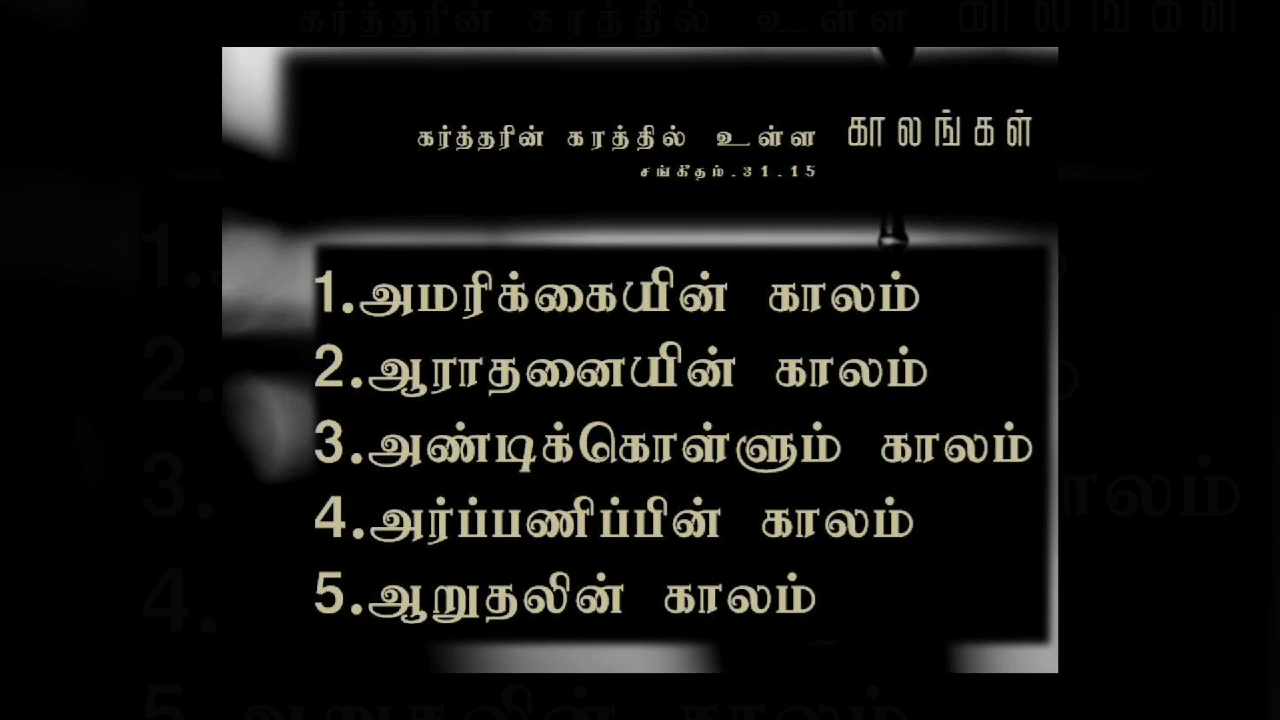 கர்த்தரின் கரத்தில் உள்ள காலங்கள்
சங்கீதம்.31.15
1.அமரிக்கையின் காலம்
2.ஆராதனையின் காலம்
3.அண்டிக்கொள்ளும் காலம்
4.அர்ப்பணிப்பின் காலம்
5.ஆறுதலின் காலம்